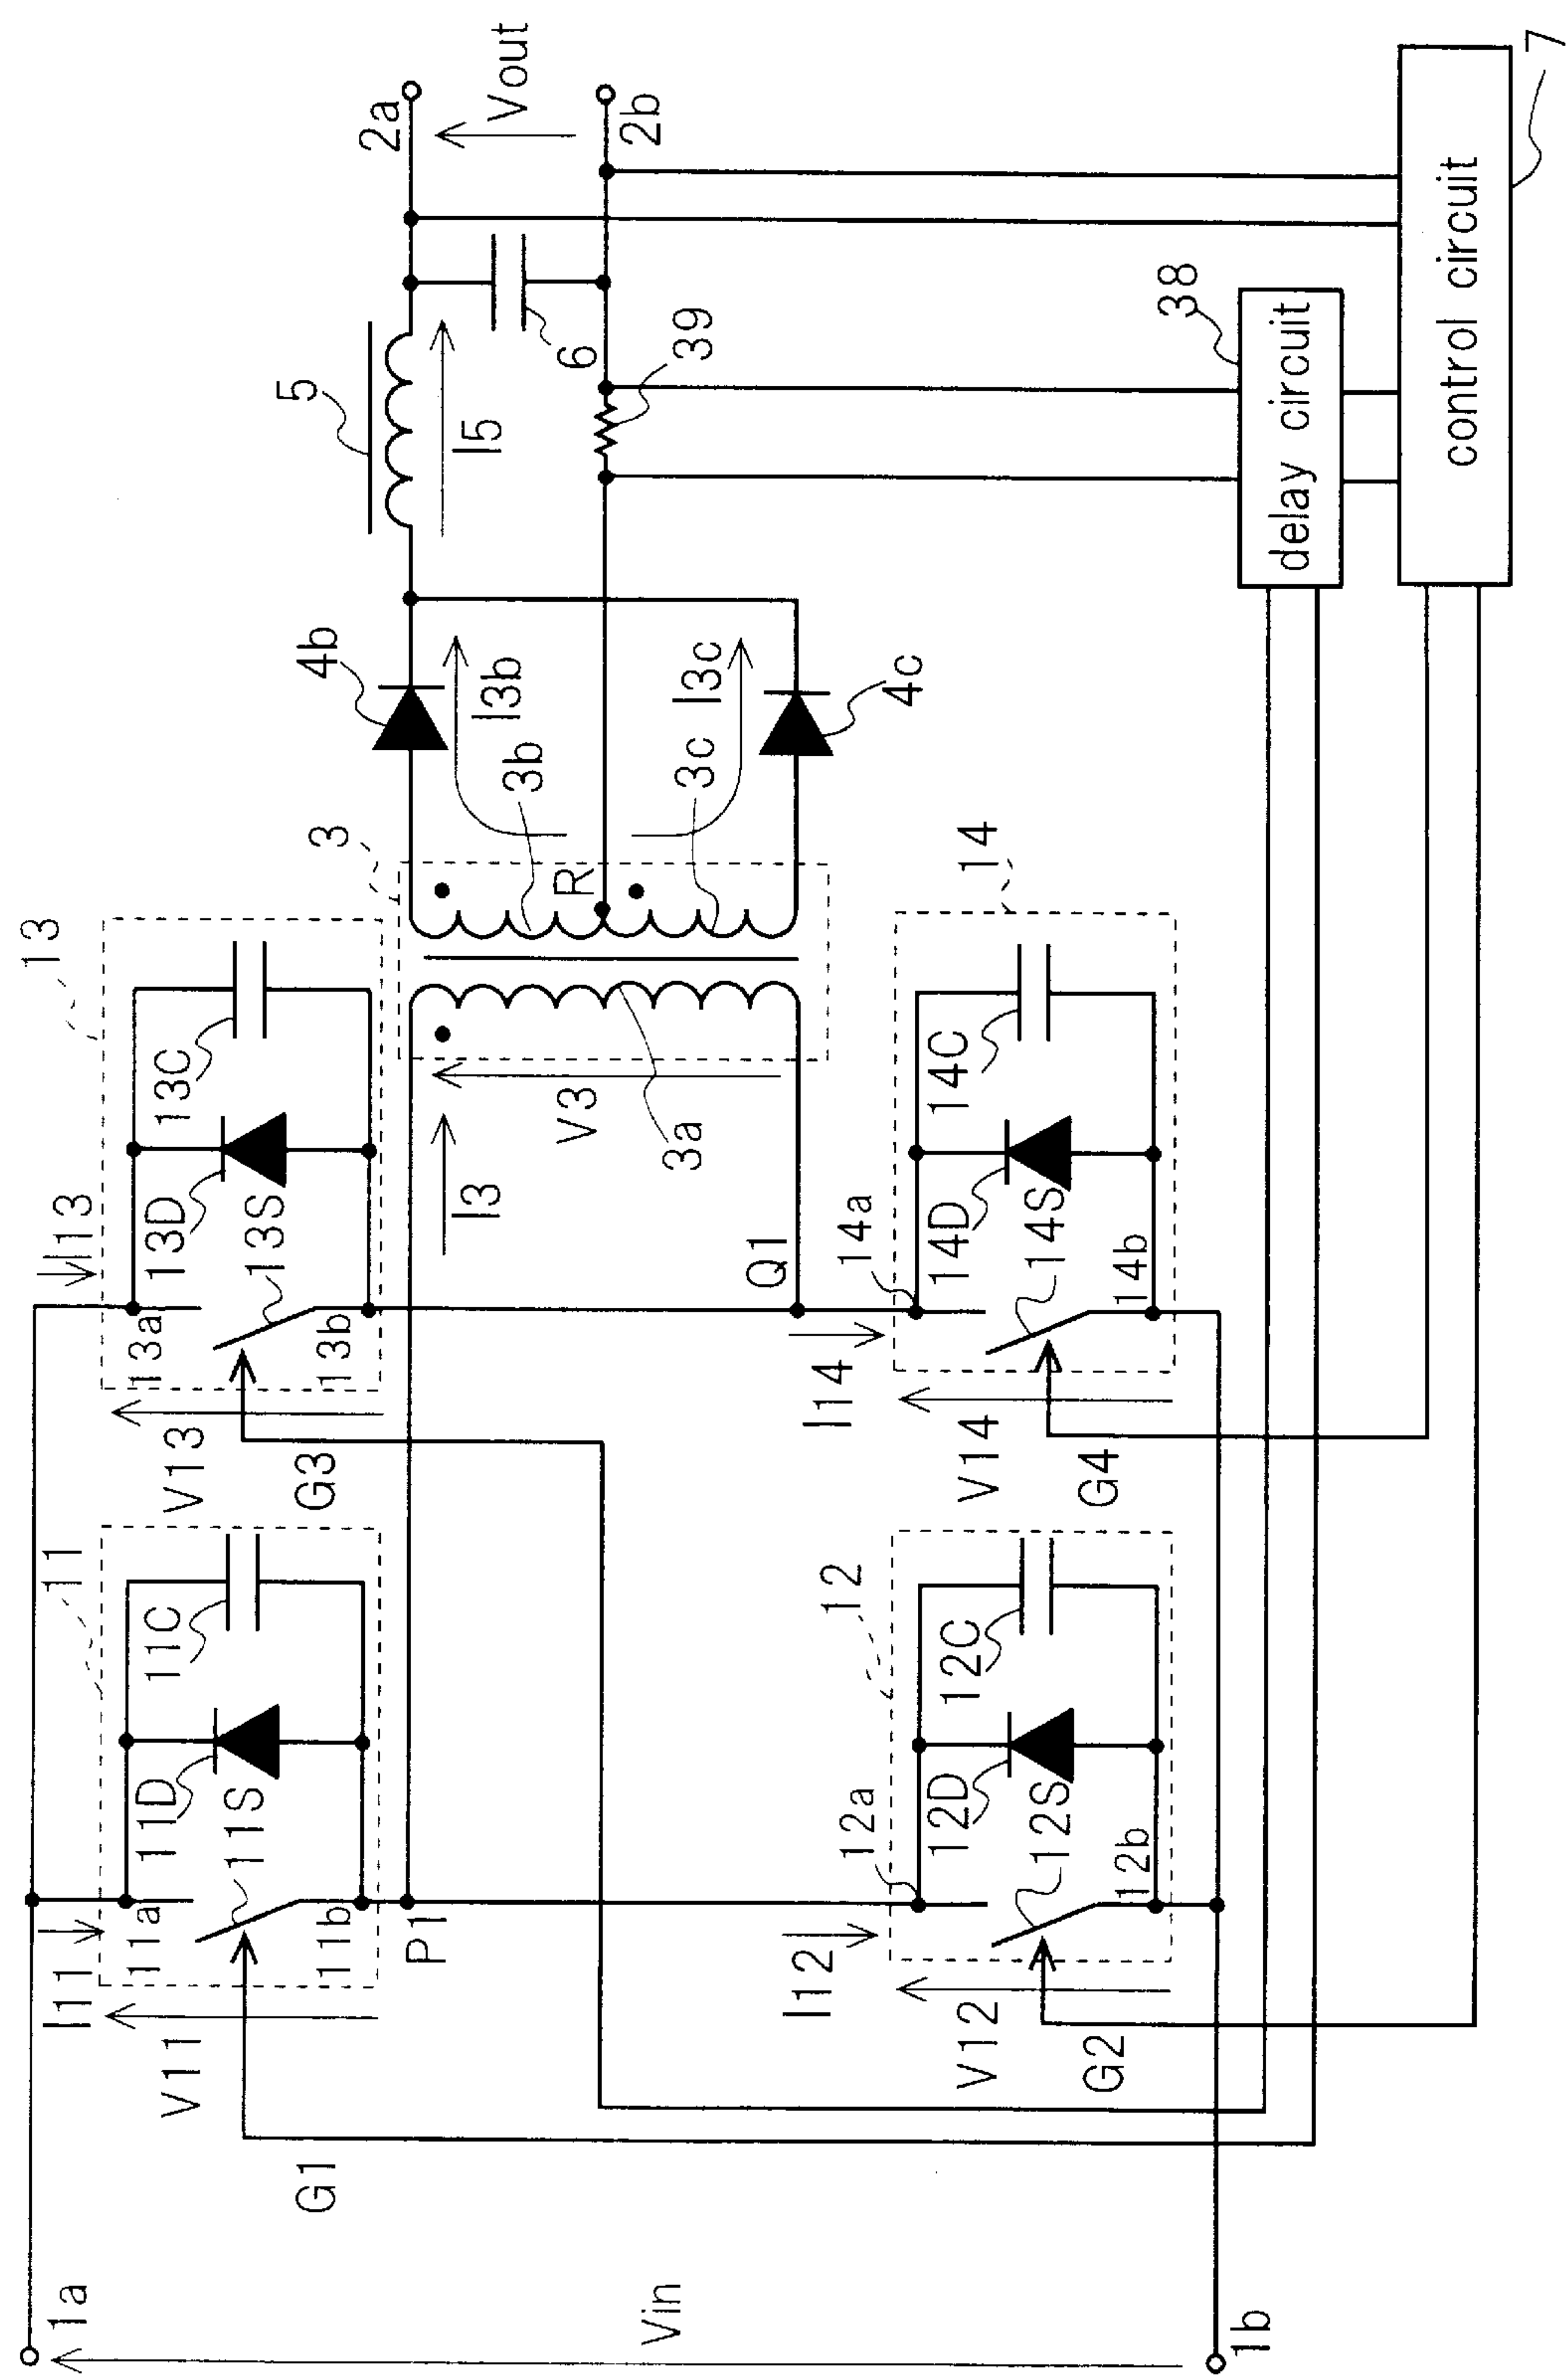 1a
Vin
1b
G1
V11
I11
11
11a
11b
11S
11D
11C
P1
V12
G2
I12
12
12a
12b
12S
12D
12C
V13
G3
I13
13
13a
13b
13S
13D
13C
V14
G4
I14
14
14a
14b
14S
14D
14C
Q1
I3
V3
3a
3
R
3b
3c
I3b
I3c
4b
4c
5
I5
6
39
2a
Vout
2b
38
delay circuit
control circuit
7